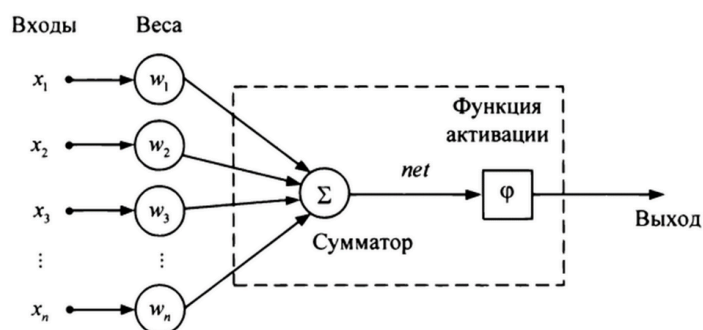 Входы Веса
x₁ w₁
Функция
активации
x₂ w₂
net
Σ φ
x₃ w₃
Выход
Сумматор
⋮ ⋮
xₙ wₙ